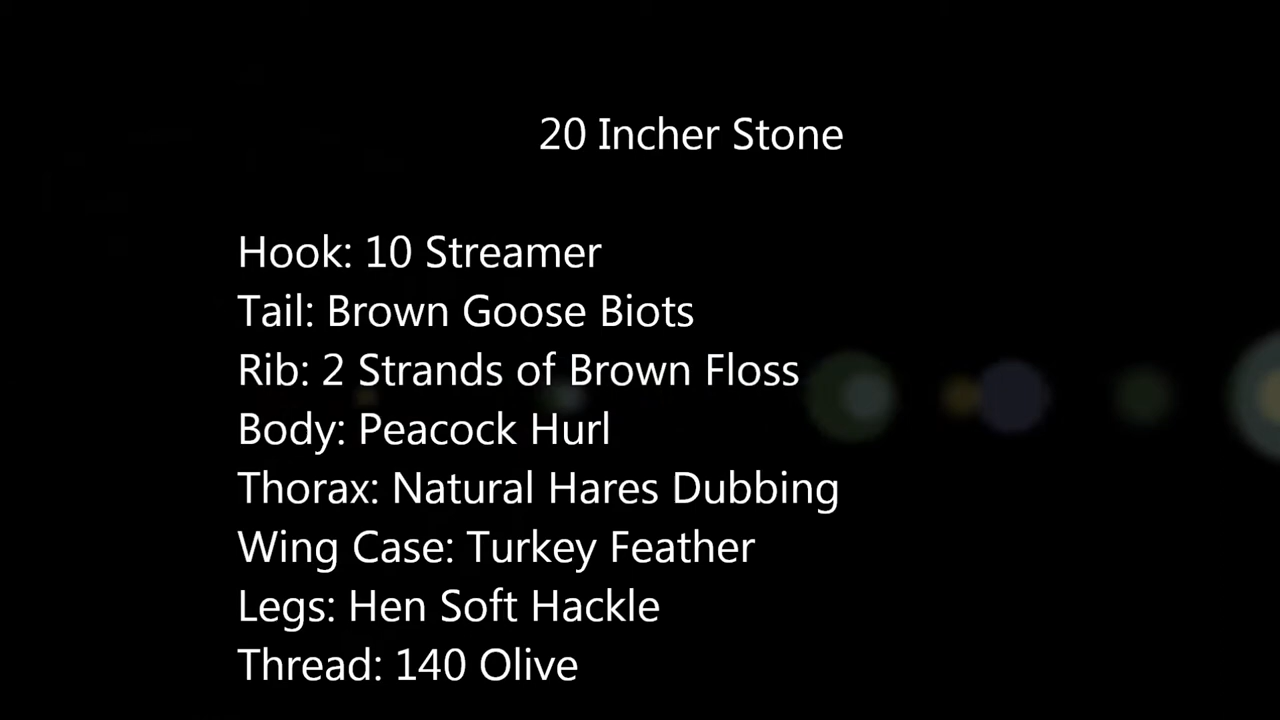 20 Incher Stone
Hook: 10 Streamer
Tail: Brown Goose Biots
Rib: 2 Strands of Brown Floss
Body: Peacock Hurl
Thorax: Natural Hares Dubbing
Wing Case: Turkey Feather
Legs: Hen Soft Hackle
Thread: 140 Olive